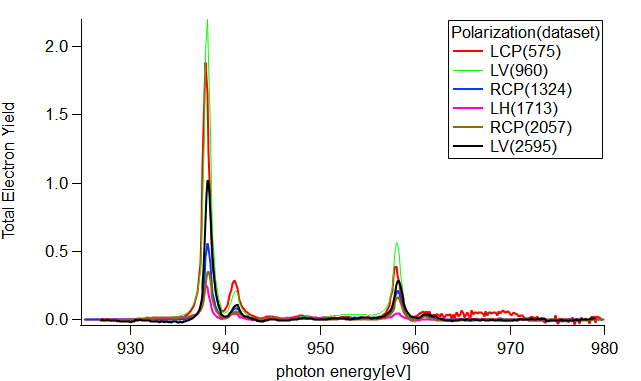 Polarization(dataset)
LCP(575)
LV(960)
RCP(1324)
LH(1713)
RCP(2057)
LV(2595)
Total Electron Yield
2.0
1.5
1.0
0.5
0.0
930
940
950
960
970
980
photon energy[eV]